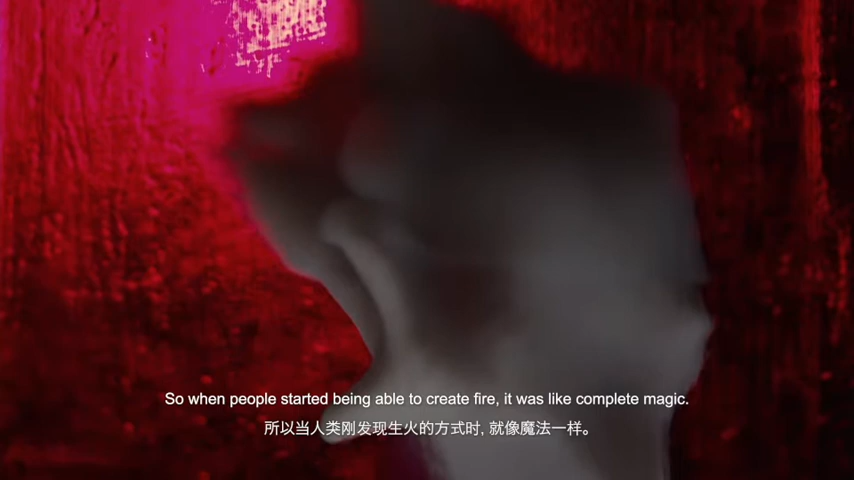 So when people started being able to create fire, it was like complete magic.
所以当人类刚发现生火的方式时, 就像魔法一样。